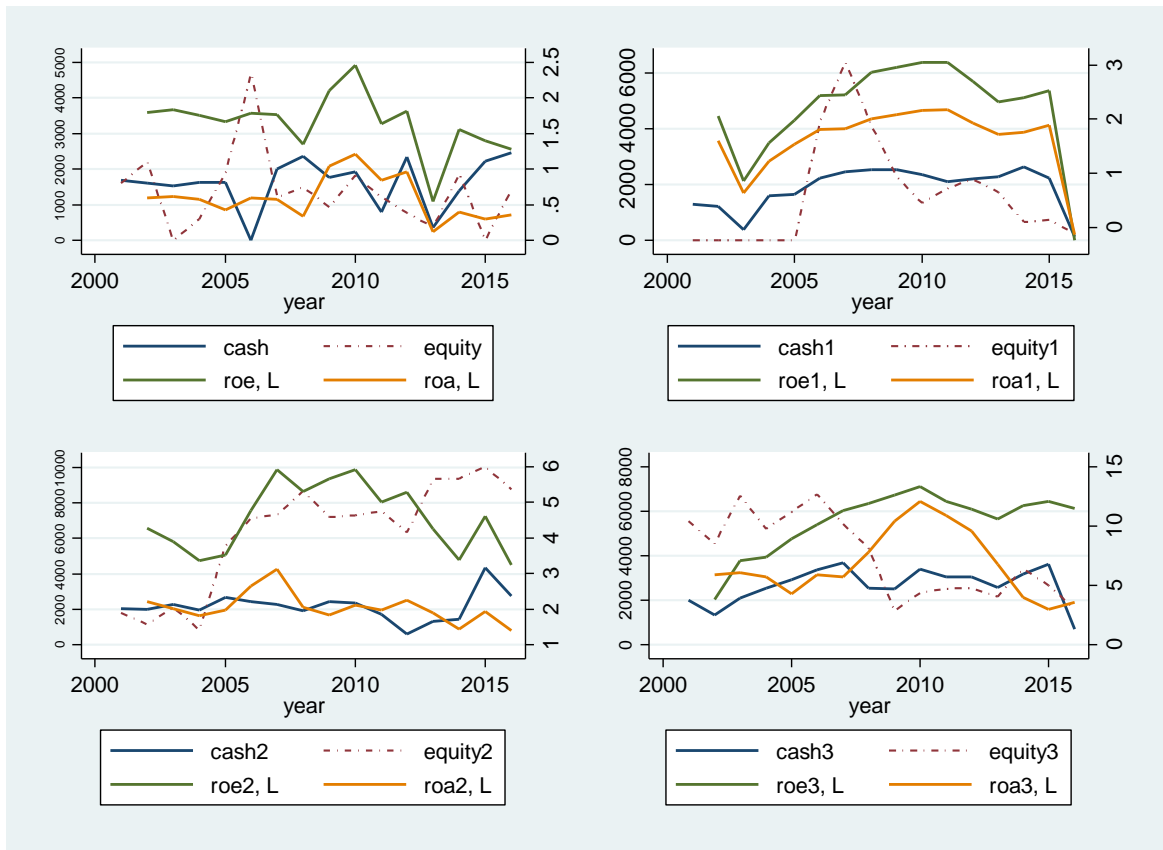 0 1000 2000 3000 4000 5000
0 .5 1 1.5 2 2.5
2000 2005 2010 2015
year
cash equity
roe, L roa, L
0 2000 4000 6000
0 1 2 3
2000 2005 2010 2015
year
cash1 equity1
roe1, L roa1, L
0 2000 4000 6000 8000 10000
1 2 3 4 5 6
2000 2005 2010 2015
year
cash2 equity2
roe2, L roa2, L
0 2000 4000 6000 8000
0 5 10 15
2000 2005 2010 2015
year
cash3 equity3
roe3, L roa3, L